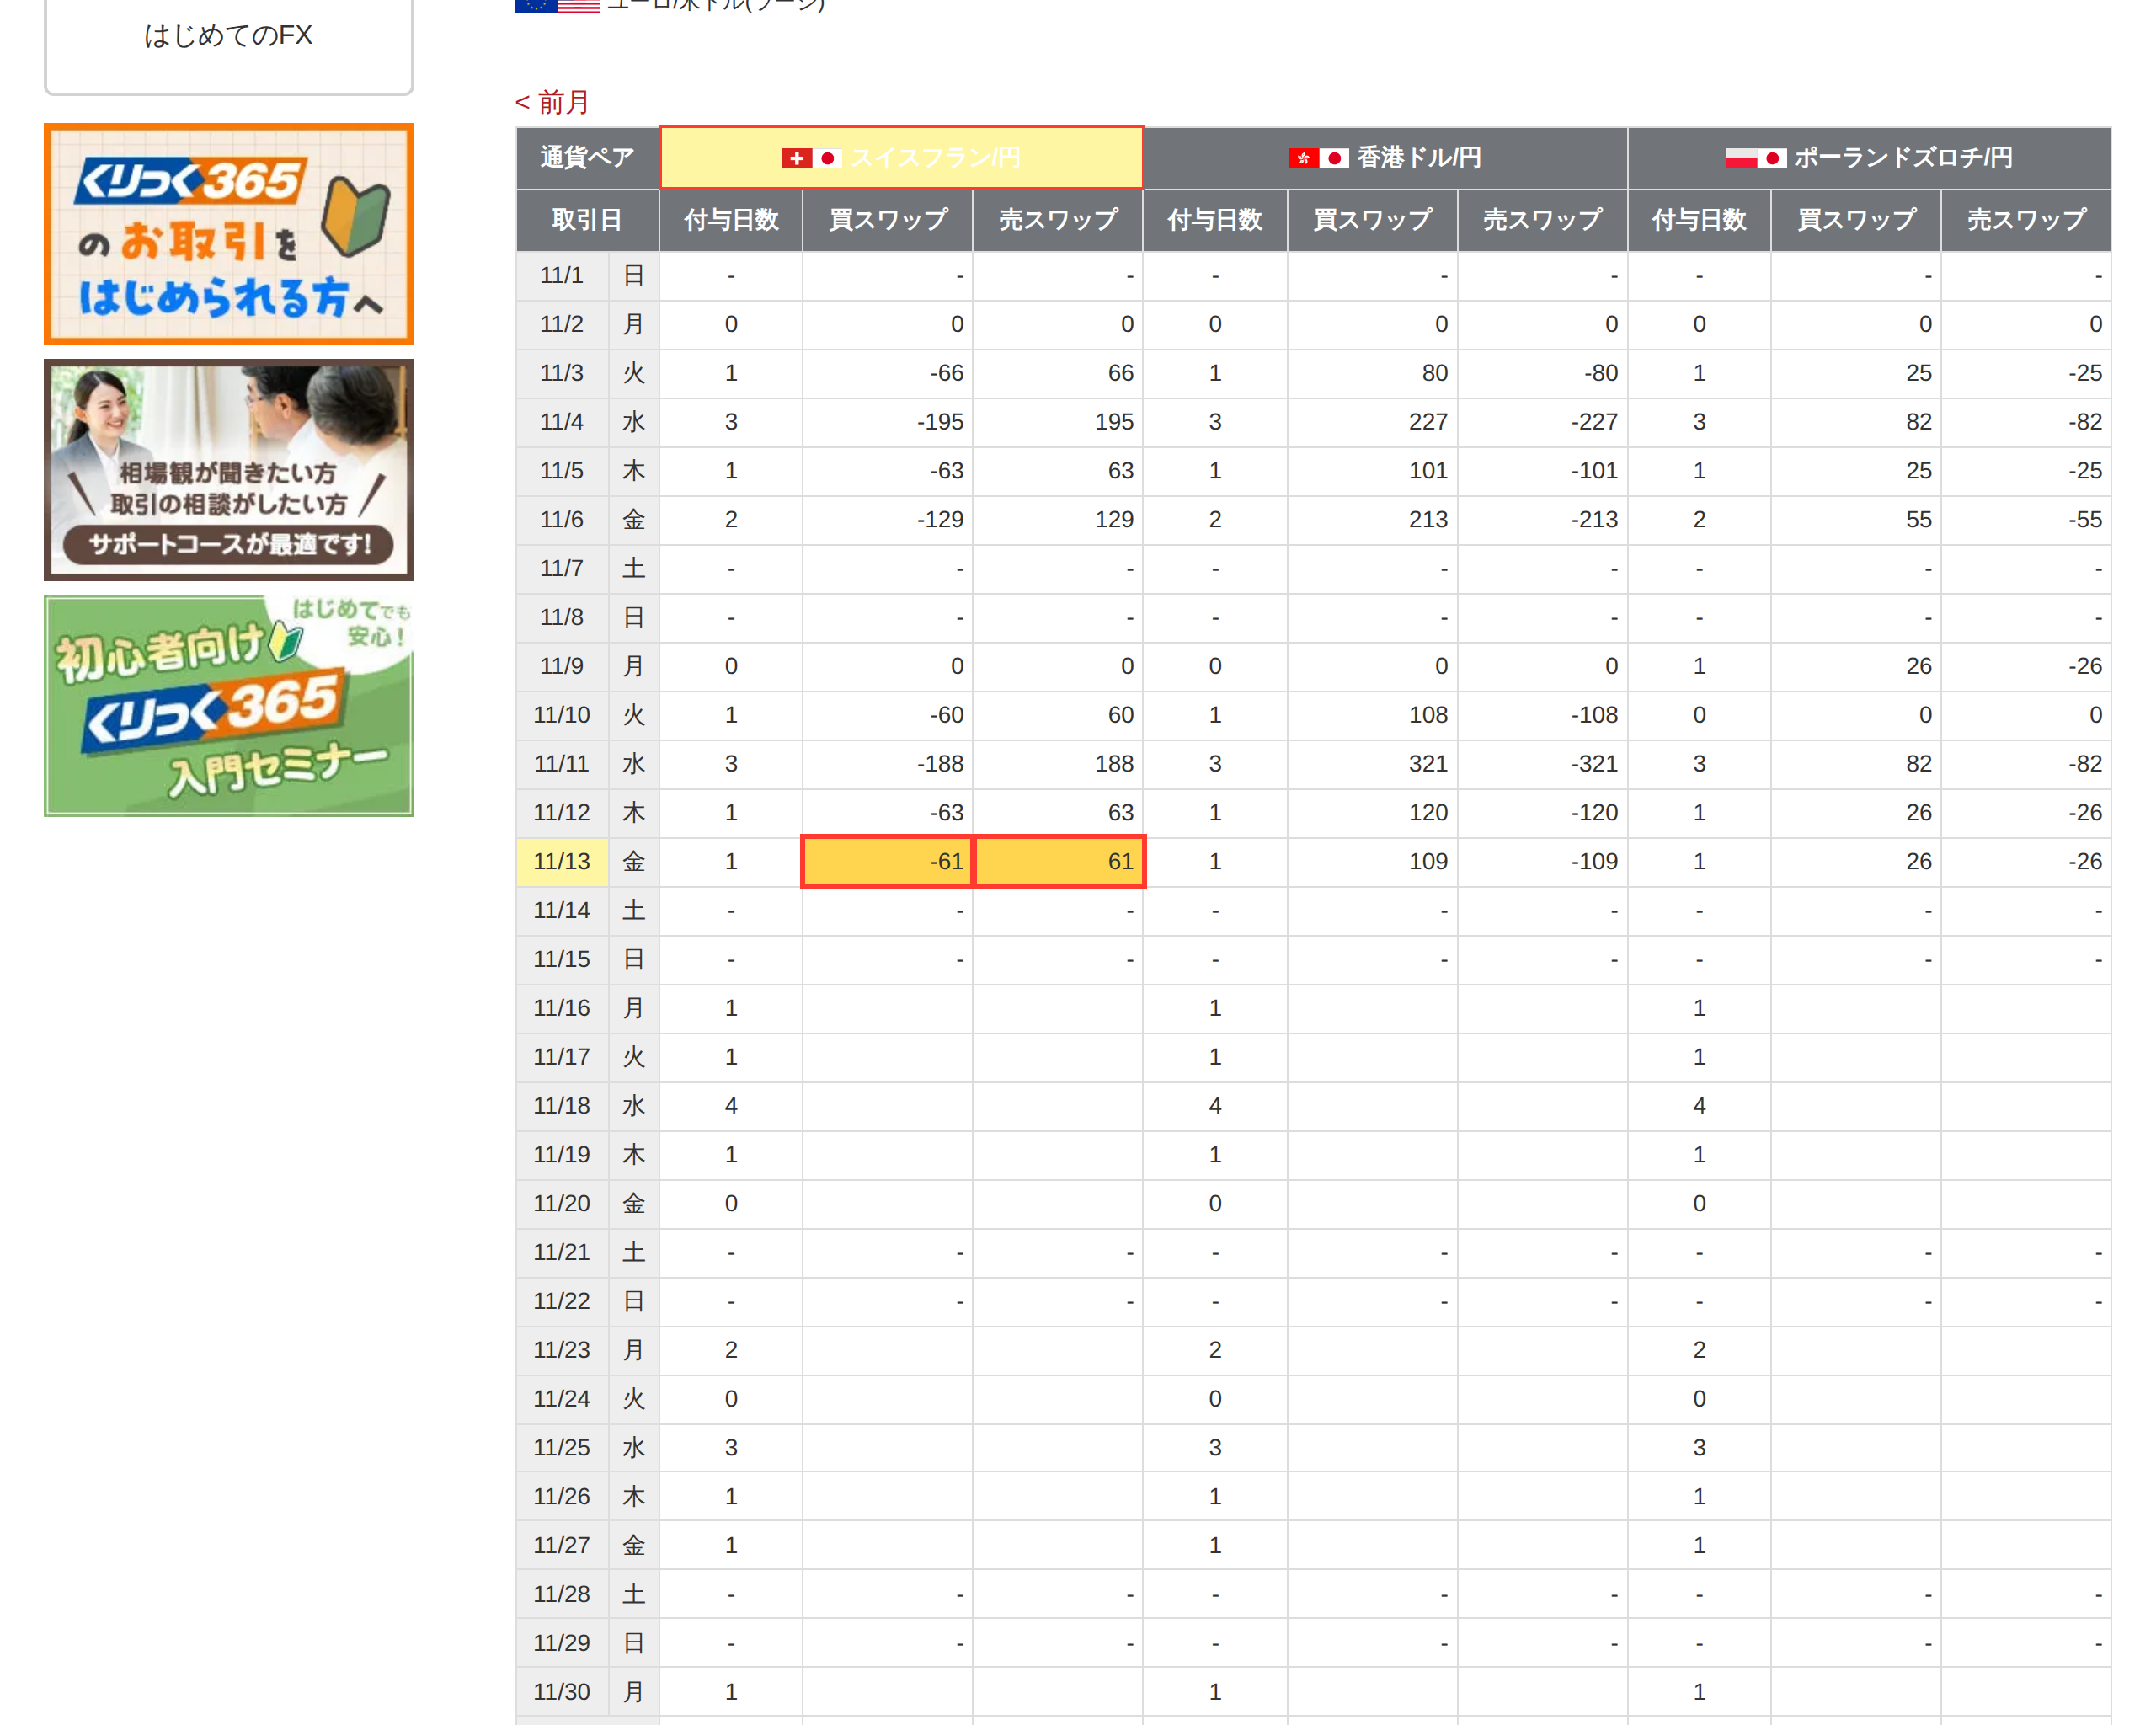 はじめてのFX
くりっく365
のお取引を
はじめられる方へ
相場観が聞きたい方
取引の相談がしたい方
サポートコースが最適です!
はじめてでも
安心!
初心者向け
くりっく365
入門セミナー
ユーロ/米ドル(ラージ)
< 前月
通貨ペア スイスフラン/円 香港ドル/円 ポーランドズロチ/円
取引日 付与日数 買スワップ 売スワップ 付与日数 買スワップ 売スワップ 付与日数 買スワップ 売スワップ
11/1 日 - - - - - - - - -
11/2 月 0 0 0 0 0 0 0 0 0
11/3 火 1 -66 66 1 80 -80 1 25 -25
11/4 水 3 -195 195 3 227 -227 3 82 -82
11/5 木 1 -63 63 1 101 -101 1 25 -25
11/6 金 2 -129 129 2 213 -213 2 55 -55
11/7 土 - - - - - - - - -
11/8 日 - - - - - - - - -
11/9 月 0 0 0 0 0 0 1 26 -26
11/10 火 1 -60 60 1 108 -108 0 0 0
11/11 水 3 -188 188 3 321 -321 3 82 -82
11/12 木 1 -63 63 1 120 -120 1 26 -26
11/13 金 1 -61 61 1 109 -109 1 26 -26
11/14 土 - - - - - - - - -
11/15 日 - - - - - - - - -
11/16 月 1 1 1
11/17 火 1 1 1
11/18 水 4 4 4
11/19 木 1 1 1
11/20 金 0 0 0
11/21 土 - - - - - - - - -
11/22 日 - - - - - - - - -
11/23 月 2 2 2
11/24 火 0 0 0
11/25 水 3 3 3
11/26 木 1 1 1
11/27 金 1 1 1
11/28 土 - - - - - - - - -
11/29 日 - - - - - - - - -
11/30 月 1 1 1